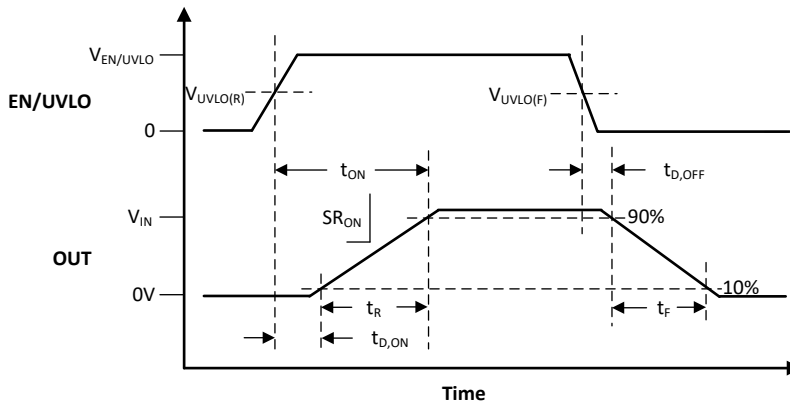 V_EN/UVLO
EN/UVLO
V_UVLO(R)
V_UVLO(F)
0
t_ON
t_D,OFF
SR_ON
V_IN
90%
OUT
0V
10%
t_R
t_F
t_D,ON
Time